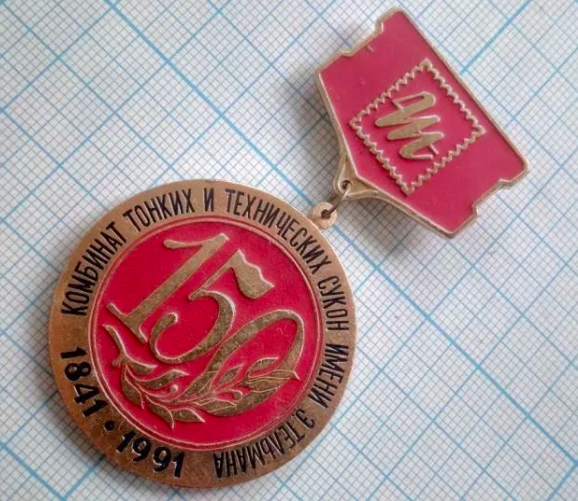 КОМБИНАТ ТОНКИХ И ТЕХНИЧЕСКИХ СУКОН ИМЕНИ Э.ТЕЛЬМАНА
150
1841 • 1991